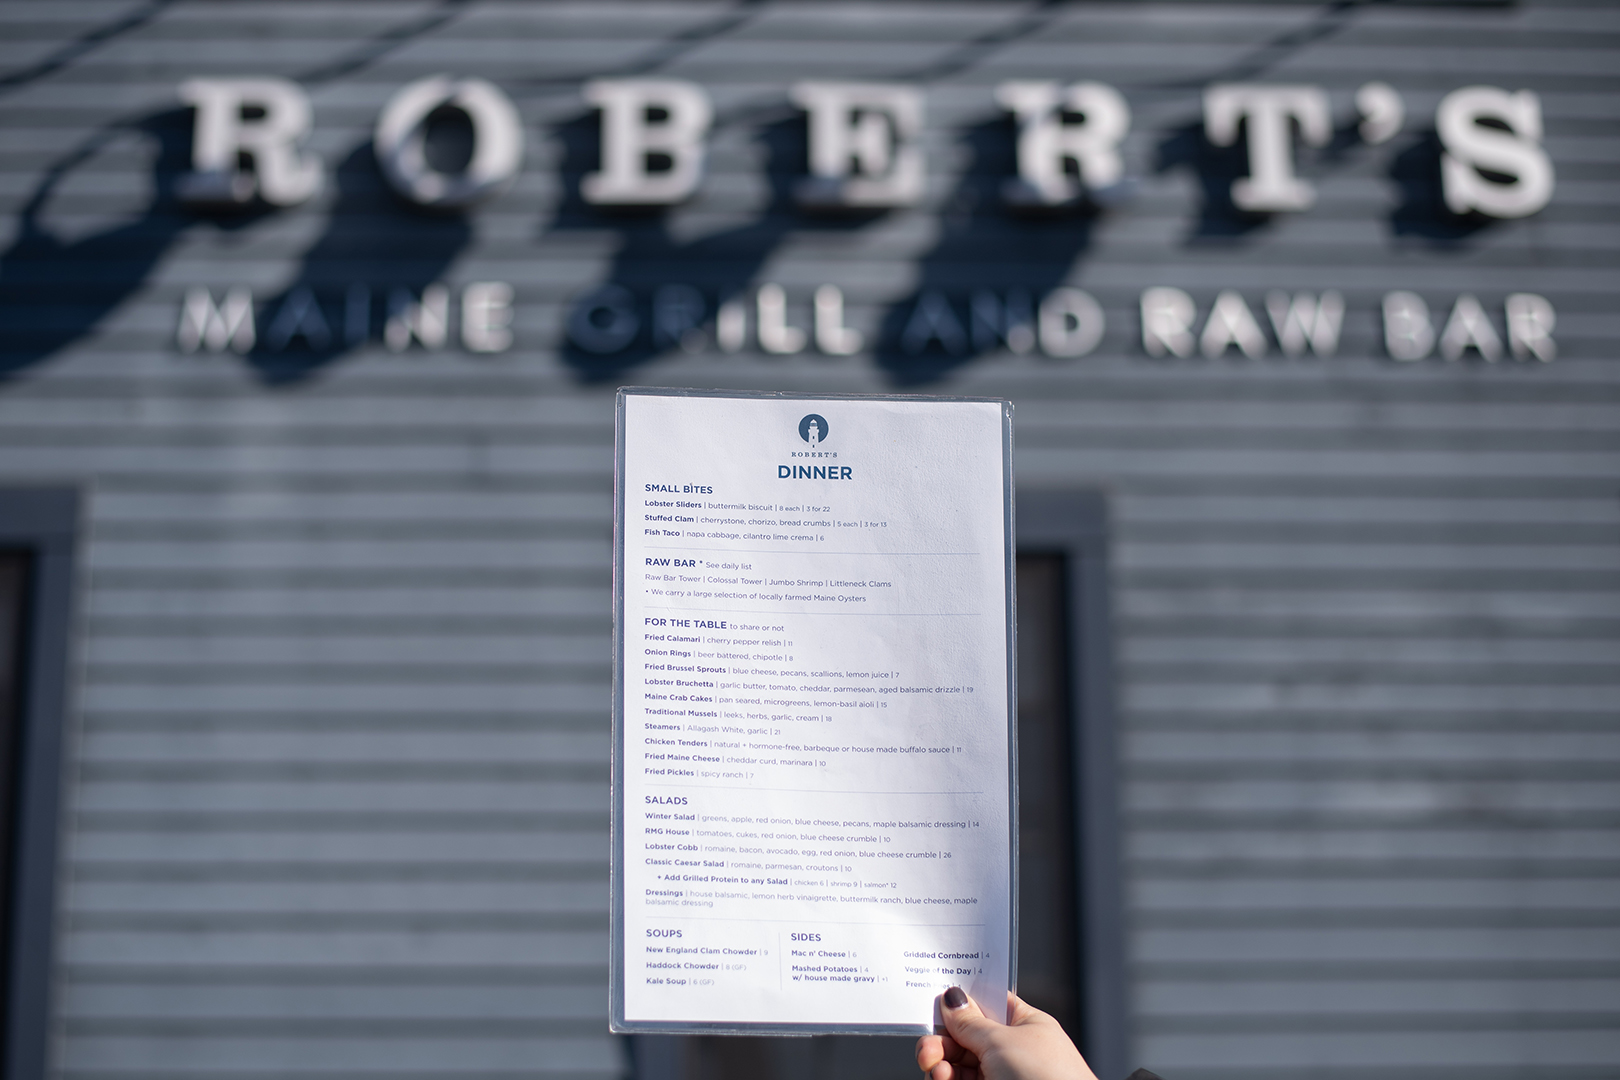 ROBERT'S
MAINE GRILL AND RAW BAR
ROBERT'S
DINNER
SMALL BITES
Lobster Sliders | buttermilk biscuit | 8 each | 3 for 22
Stuffed Clam | cherrystone, chorizo, bread crumbs | 5 each | 3 for 13
Fish Taco | napa cabbage, cilantro lime crema | 6
RAW BAR * See daily list
Raw Bar Tower | Colossal Tower | Jumbo Shrimp | Littleneck Clams
• We carry a large selection of locally farmed Maine Oysters
FOR THE TABLE to share or not
Fried Calamari | cherry pepper relish | 11
Onion Rings | beer battered, chipotle | 8
Fried Brussel Sprouts | blue cheese, pecans, scallions, lemon juice | 7
Lobster Bruchetta | garlic butter, tomato, cheddar, parmesean, aged balsamic drizzle | 19
Maine Crab Cakes | pan seared, microgreens, lemon-basil aioli | 15
Traditional Mussels | leeks, herbs, garlic, cream | 18
Steamers | Allagash White, garlic | 21
Chicken Tenders | natural + hormone-free, barbeque or house made buffalo sauce | 11
Fried Maine Cheese | cheddar curd, marinara | 10
Fried Pickles | spicy ranch | 7
SALADS
Winter Salad | greens, apple, red onion, blue cheese, pecans, maple balsamic dressing | 14
RMG House | tomatoes, cukes, red onion, blue cheese crumble | 10
Lobster Cobb | romaine, bacon, avocado, egg, red onion, blue cheese crumble | 26
Classic Caesar Salad | romaine, parmesan, croutons | 10
+ Add Grilled Protein to any Salad | chicken 6 | shrimp 9 | salmon* 12
Dressings | house balsamic, lemon herb vinaigrette, buttermilk ranch, blue cheese, maple
balsamic dressing
SOUPS
New England Clam Chowder | 9
Haddock Chowder | 8 (GF)
Kale Soup | 6 (GF)
SIDES
Mac n' Cheese | 6
Mashed Potatoes | 4
w/ house made gravy | +1
Griddled Cornbread | 4
Veggie of the Day | 4
French